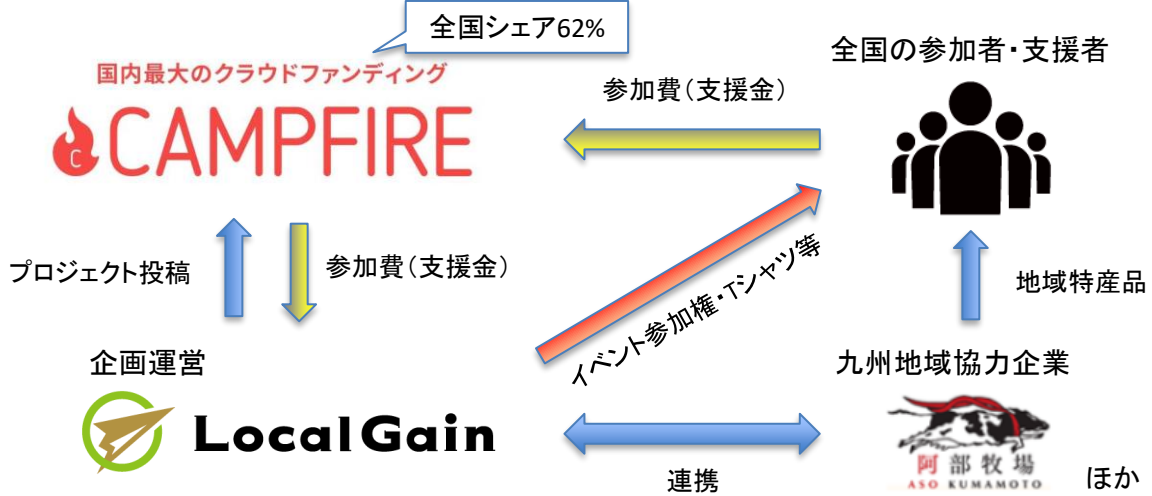 全国シェア62%
国内最大のクラウドファンディング
CAMPFIRE
全国の参加者・支援者
参加費(支援金)
プロジェクト投稿
参加費(支援金)
イベント参加権・Tシャツ等
地域特産品
企画運営
LocalGain
連携
九州地域協力企業
阿部牧場
ASO KUMAMOTO
ほか